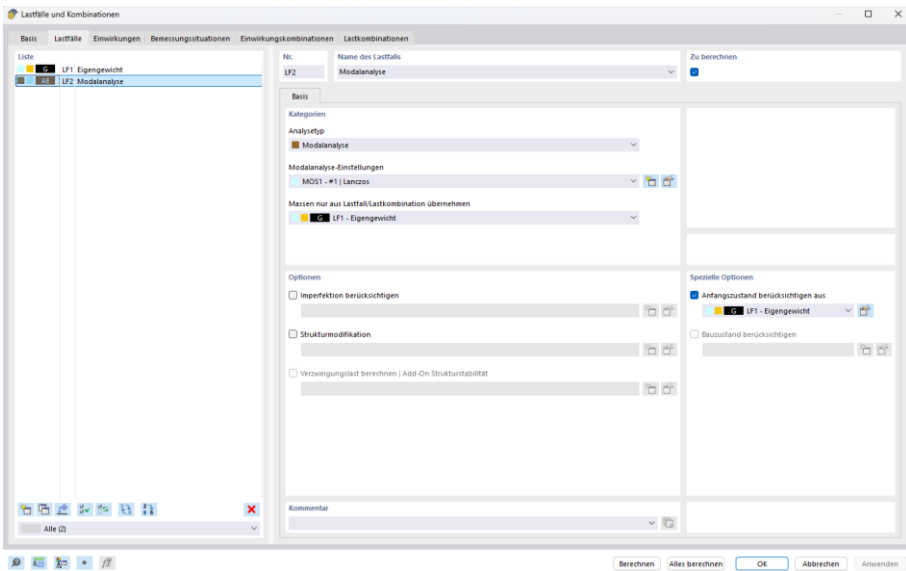 Lastfälle und Kombinationen
Basis Lastfälle Einwirkungen Bemessungssituationen Einwirkungskombinationen Lastkombinationen
Liste
G LF1 Eigengewicht
AE LF2 Modalanalyse
Alle (2)
Nr.
LF2
Name des Lastfalls
Modalanalyse
Zu berechnen
Basis
Kategorien
Analysetyp
Modalanalyse
Modalanalyse-Einstellungen
MOS1 - #1 | Lanczos
Massen nur aus Lastfall/Lastkombination übernehmen
G LF1 - Eigengewicht
Optionen
Imperfektion berücksichtigen
Strukturmodifikation
Verzweigungslast berechnen | Add-On Strukturstabilität
Spezielle Optionen
Anfangszustand berücksichtigen aus
G LF1 - Eigengewicht
Bauzustand berücksichtigen
Kommentar
Berechnen Alles berechnen OK Abbrechen Anwenden